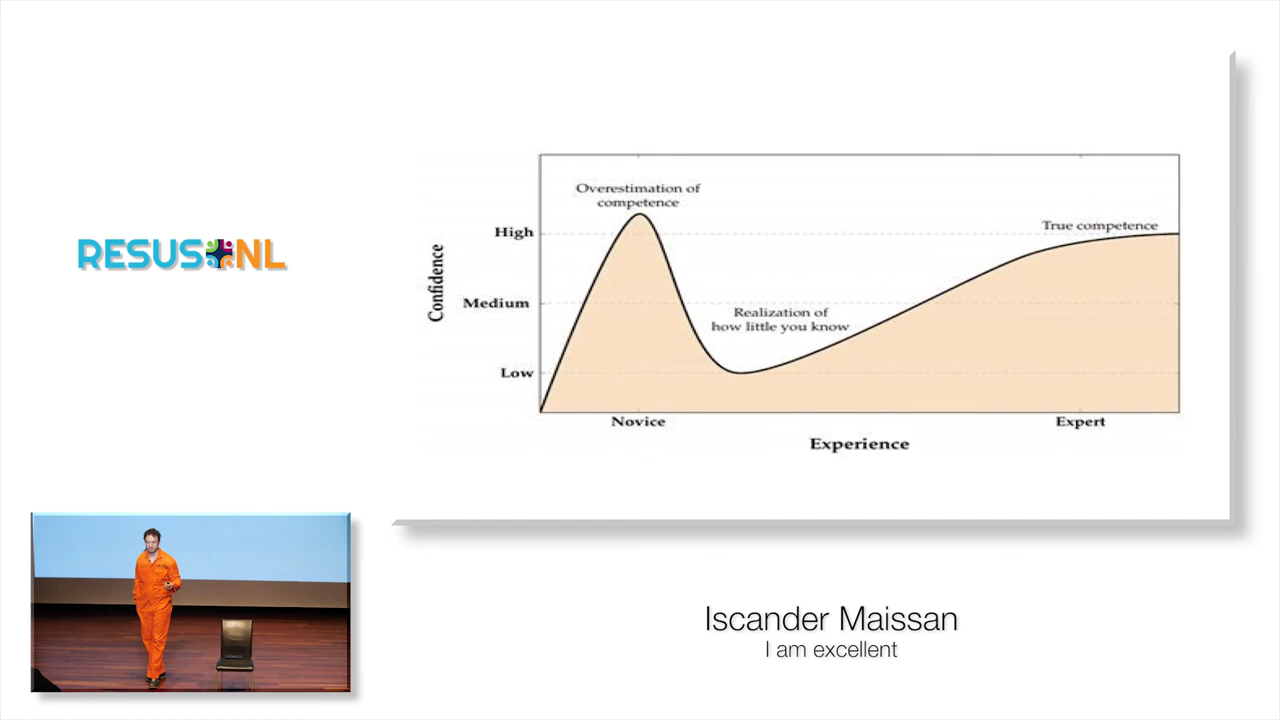 RESUS NL
Overestimation of
competence
True competence
High
Confidence
Medium
Realization of
how little you know
Low
Novice
Expert
Experience
Iscander Maissan
I am excellent